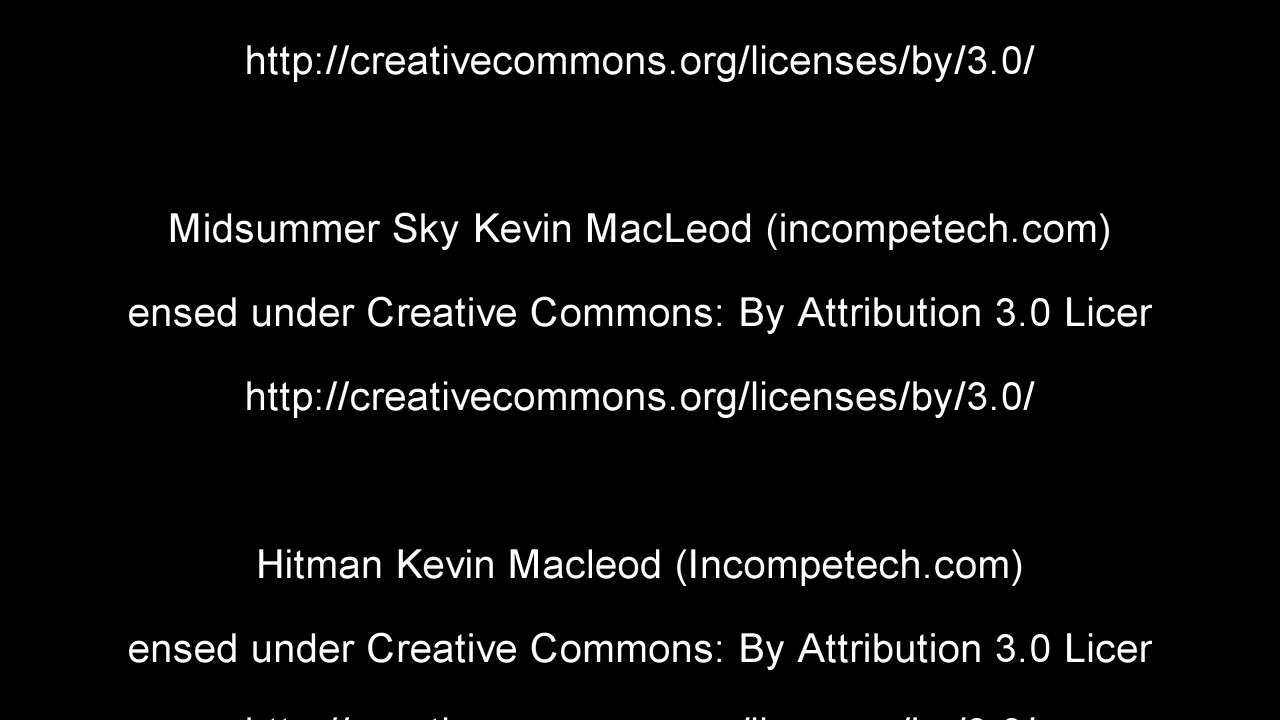 http://creativecommons.org/licenses/by/3.0/
Midsummer Sky Kevin MacLeod (incompetech.com)
ensed under Creative Commons: By Attribution 3.0 Licer
http://creativecommons.org/licenses/by/3.0/
Hitman Kevin Macleod (Incompetech.com)
ensed under Creative Commons: By Attribution 3.0 Licer